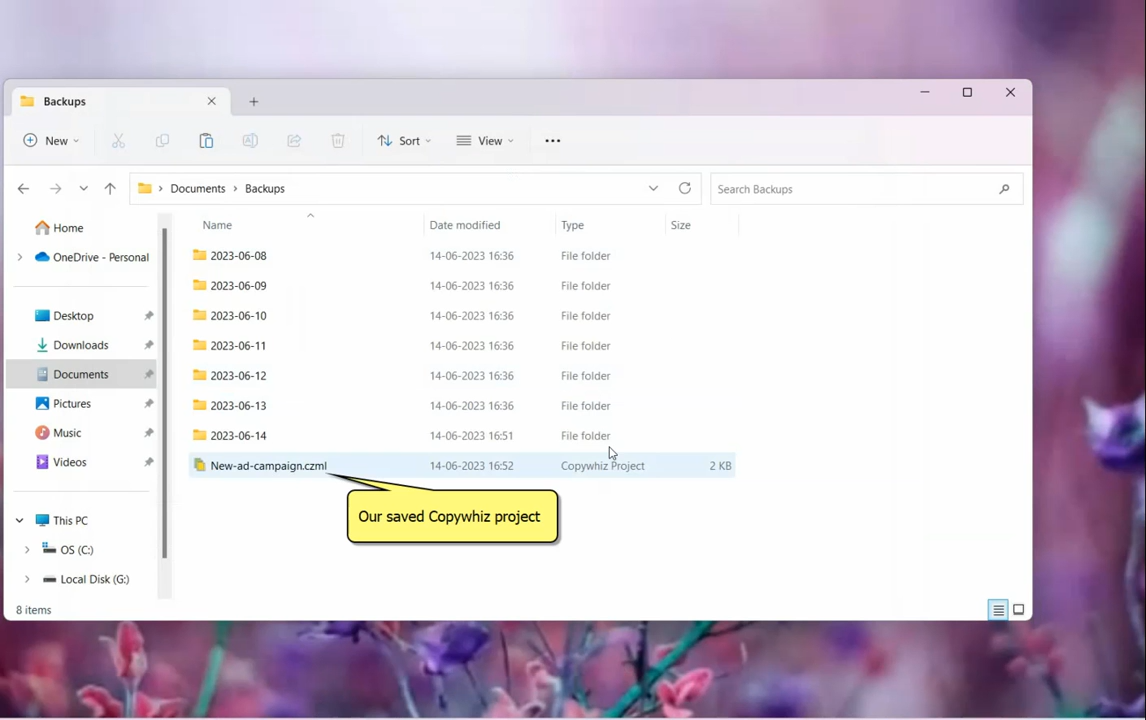 Backups
New
Sort
View
Documents > Backups
Search Backups
Home
OneDrive - Personal
Desktop
Downloads
Documents
Pictures
Music
Videos
This PC
OS (C:)
Local Disk (G:)
Name Date modified Type Size
2023-06-08 14-06-2023 16:36 File folder
2023-06-09 14-06-2023 16:36 File folder
2023-06-10 14-06-2023 16:36 File folder
2023-06-11 14-06-2023 16:36 File folder
2023-06-12 14-06-2023 16:36 File folder
2023-06-13 14-06-2023 16:36 File folder
2023-06-14 14-06-2023 16:51 File folder
New-ad-campaign.czml 14-06-2023 16:52 Copywhiz Project 2 KB
Our saved Copywhiz project
8 items